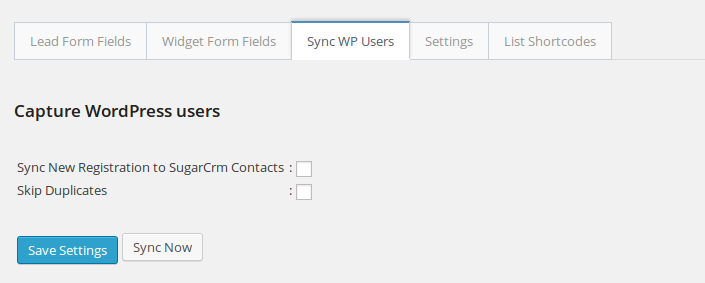 Lead Form Fields Widget Form Fields Sync WP Users Settings List Shortcodes
Capture WordPress users
Sync New Registration to SugarCrm Contacts :
Skip Duplicates :
Save Settings Sync Now